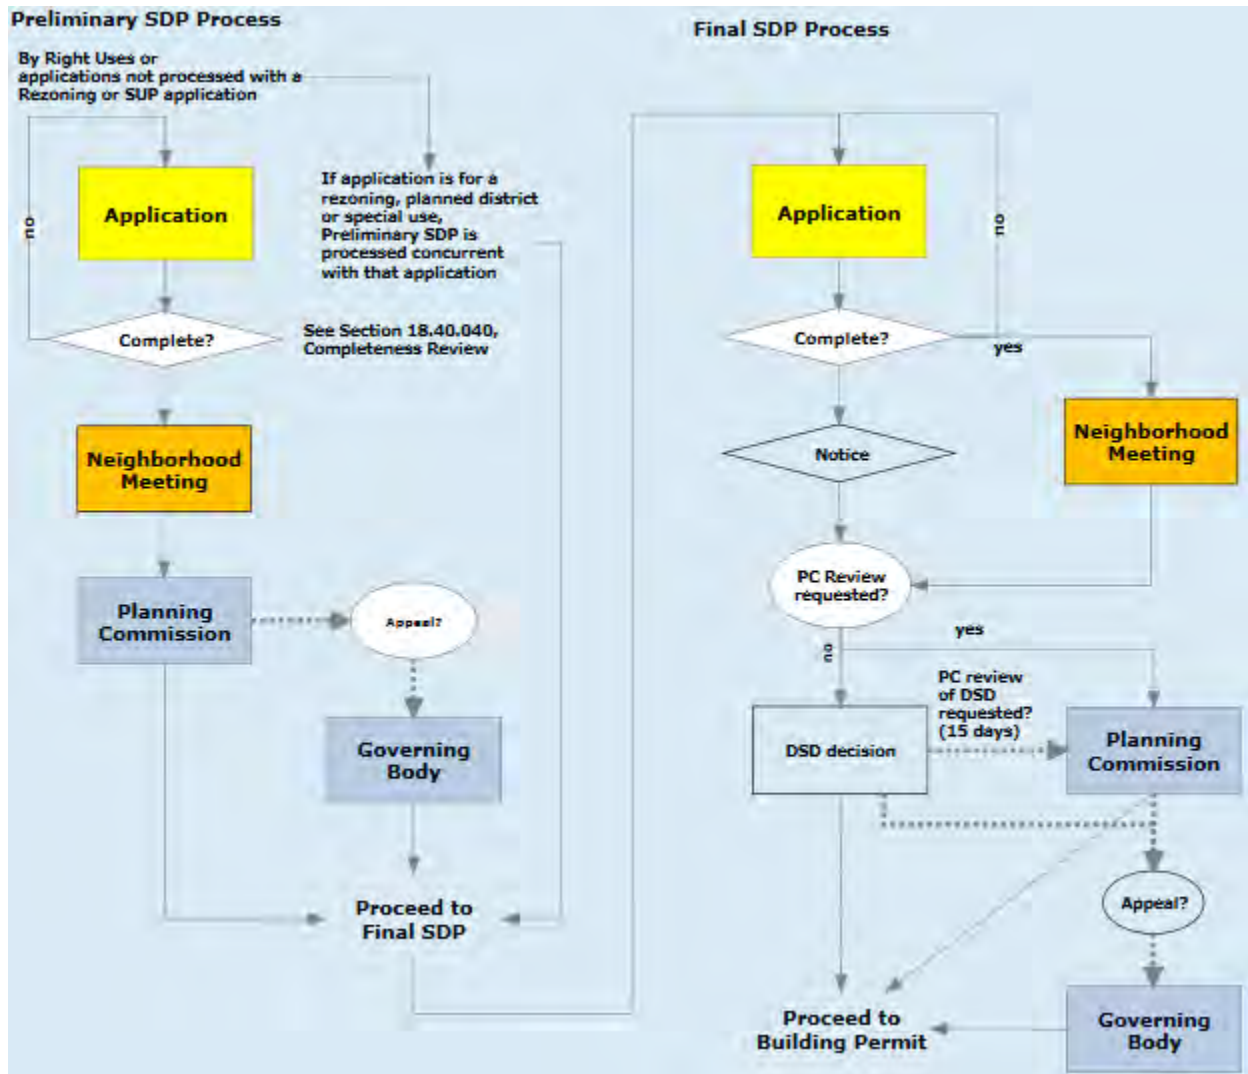 Preliminary SDP Process
By Right Uses or
applications not processed with a
Rezoning or SUP application
no
Application
If application is for a
rezoning, planned district
or special use,
Preliminary SDP is
processed concurrent
with that application
Complete?
See Section 18.40.040,
Completeness Review
Neighborhood
Meeting
Planning
Commission
Appeal?
Governing
Body
Proceed to
Final SDP
Final SDP Process
Application
no
Complete?
yes
Neighborhood
Meeting
Notice
PC Review
requested?
yes
no
PC review
of DSD
requested?
(15 days)
DSD decision
Planning
Commission
Appeal?
Proceed to
Building Permit
Governing
Body